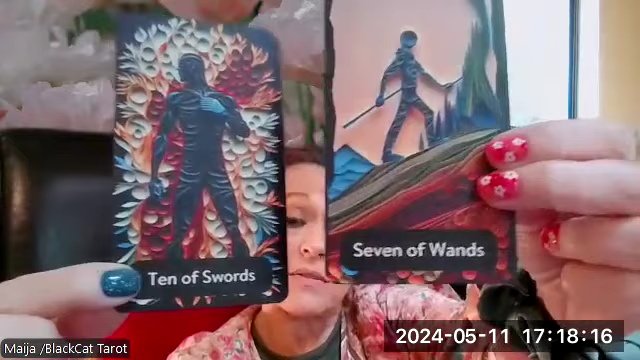 Ten of Swords
Seven of Wands
Maija /BlackCat Tarot
2024-05-11 17:18:16